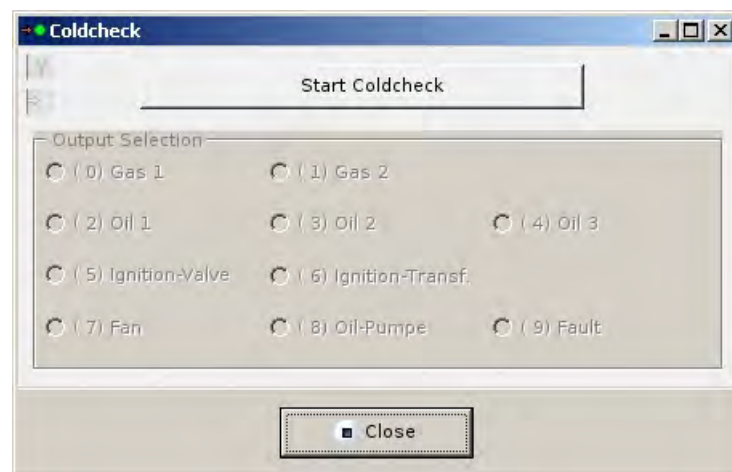 Coldcheck
Start Coldcheck
Output Selection
( 0) Gas 1 ( 1) Gas 2
( 2) Oil 1 ( 3) Oil 2 ( 4) Oil 3
( 5) Ignition-Valve ( 6) Ignition-Transf.
( 7) Fan ( 8) Oil-Pumpe ( 9) Fault
Close